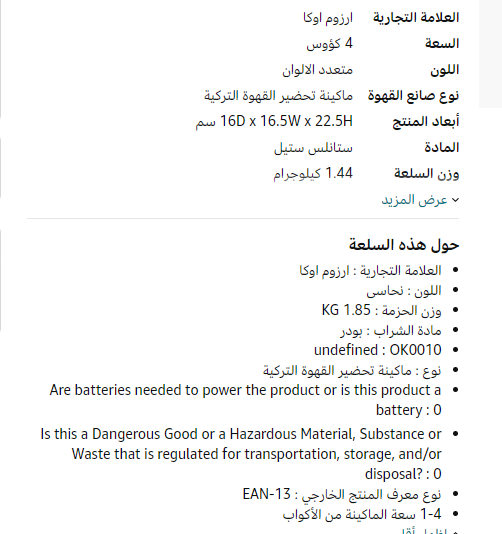 العلامة التجارية ارزوم اوكا
السعة 4 كؤوس
اللون متعدد الالوان
نوع صانع القهوة ماكينة تحضير القهوة التركية
أبعاد المنتج 16D x 16.5W x 22.5H سم
المادة ستانلس ستيل
وزن السلعة 1.44 كيلوجرام
عرض المزيد
حول هذه السلعة
العلامة التجارية : ارزوم اوكا
اللون : نحاسى
وزن الحزمة : 1.85 KG
مادة الشراب : بودر
undefined : OK0010
نوع : ماكينة تحضير القهوة التركية
Are batteries needed to power the product or is this product a
battery : 0
Is this a Dangerous Good or a Hazardous Material, Substance or
Waste that is regulated for transportation, storage, and/or
disposal? : 0
نوع معرف المنتج الخارجي : EAN-13
1-4 سعة الماكينة من الأكواب